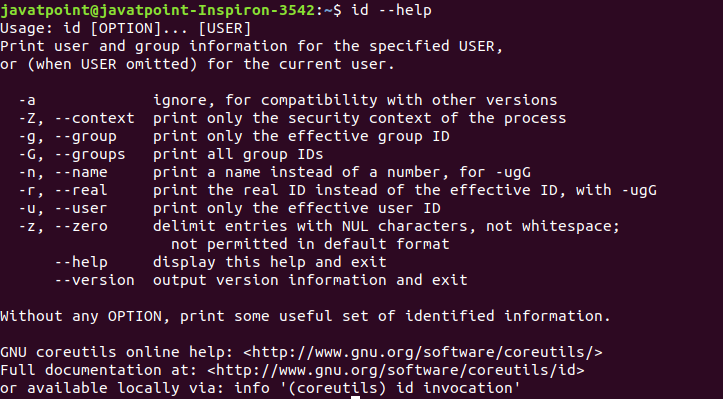 javatpoint@javatpoint-Inspiron-3542:~$ id --help
Usage: id [OPTION]... [USER]
Print user and group information for the specified USER,
or (when USER omitted) for the current user.
-a ignore, for compatibility with other versions
-Z, --context print only the security context of the process
-g, --group print only the effective group ID
-G, --groups print all group IDs
-n, --name print a name instead of a number, for -ugG
-r, --real print the real ID instead of the effective ID, with -ugG
-u, --user print only the effective user ID
-z, --zero delimit entries with NUL characters, not whitespace;
not permitted in default format
--help display this help and exit
--version output version information and exit
Without any OPTION, print some useful set of identified information.
GNU coreutils online help: <http://www.gnu.org/software/coreutils/>
Full documentation at: <http://www.gnu.org/software/coreutils/id>
or available locally via: info '(coreutils) id invocation'